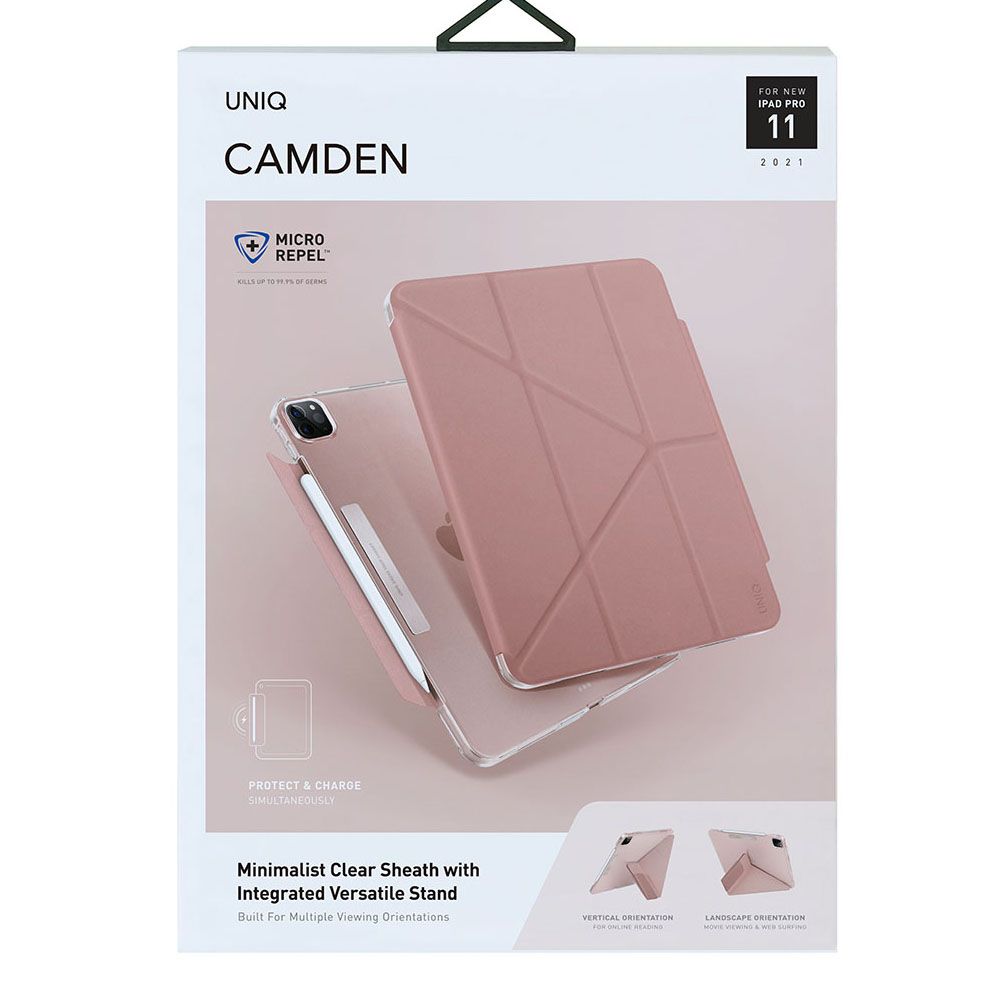 UNIQ
CAMDEN
FOR NEW
IPAD PRO
11
2021
MICRO
REPEL™
KILLS UP TO 99.9% OF GERMS
UNIQ
PROTECT & CHARGE
SIMULTANEOUSLY
Minimalist Clear Sheath with
Integrated Versatile Stand
Built For Multiple Viewing Orientations
VERTICAL ORIENTATION
FOR ONLINE READING
LANDSCAPE ORIENTATION
MOVIE VIEWING & WEB SURFING